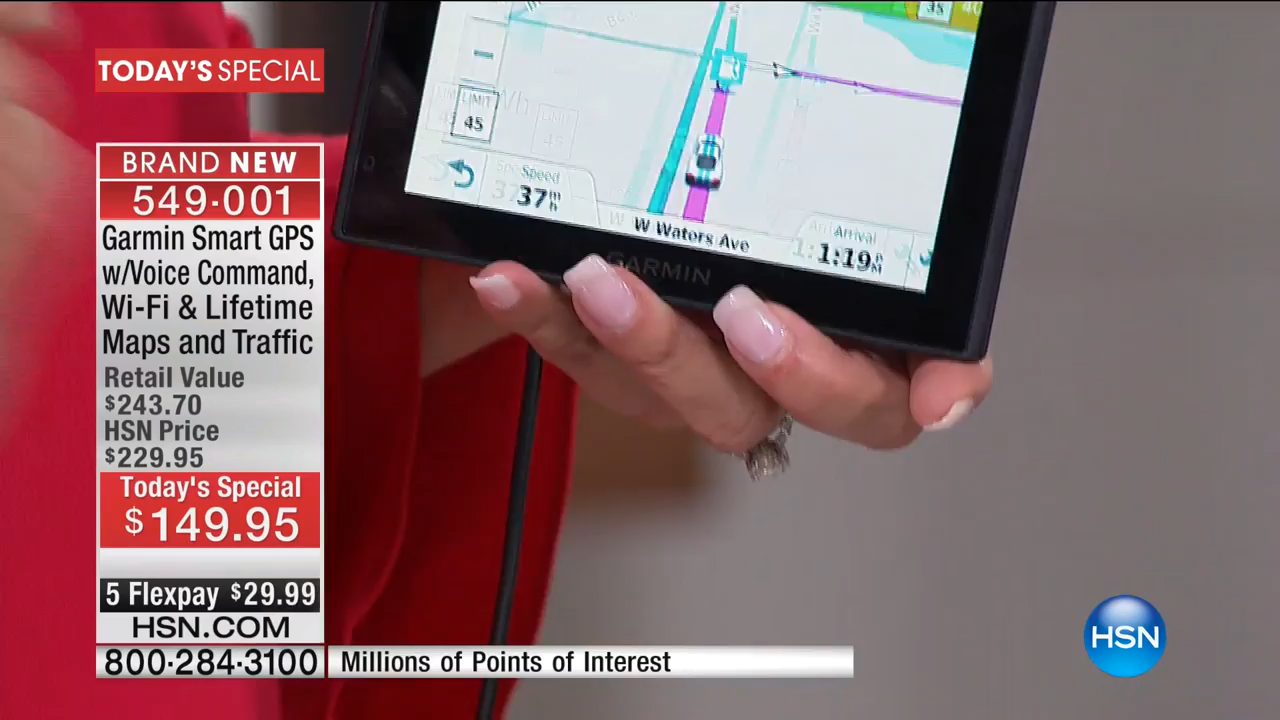 TODAY'S SPECIAL
BRAND NEW
549·001
Garmin Smart GPS
w/Voice Command,
Wi-Fi & Lifetime
Maps and Traffic
Retail Value
$243.70
HSN Price
$229.95
Today's Special
$149.95
5 Flexpay $29.99
HSN.COM
800·284·3100
Millions of Points of Interest
35
LIMIT
45
Speed
37
W Waters Ave
Arrival
1:19
GARMIN
HSN